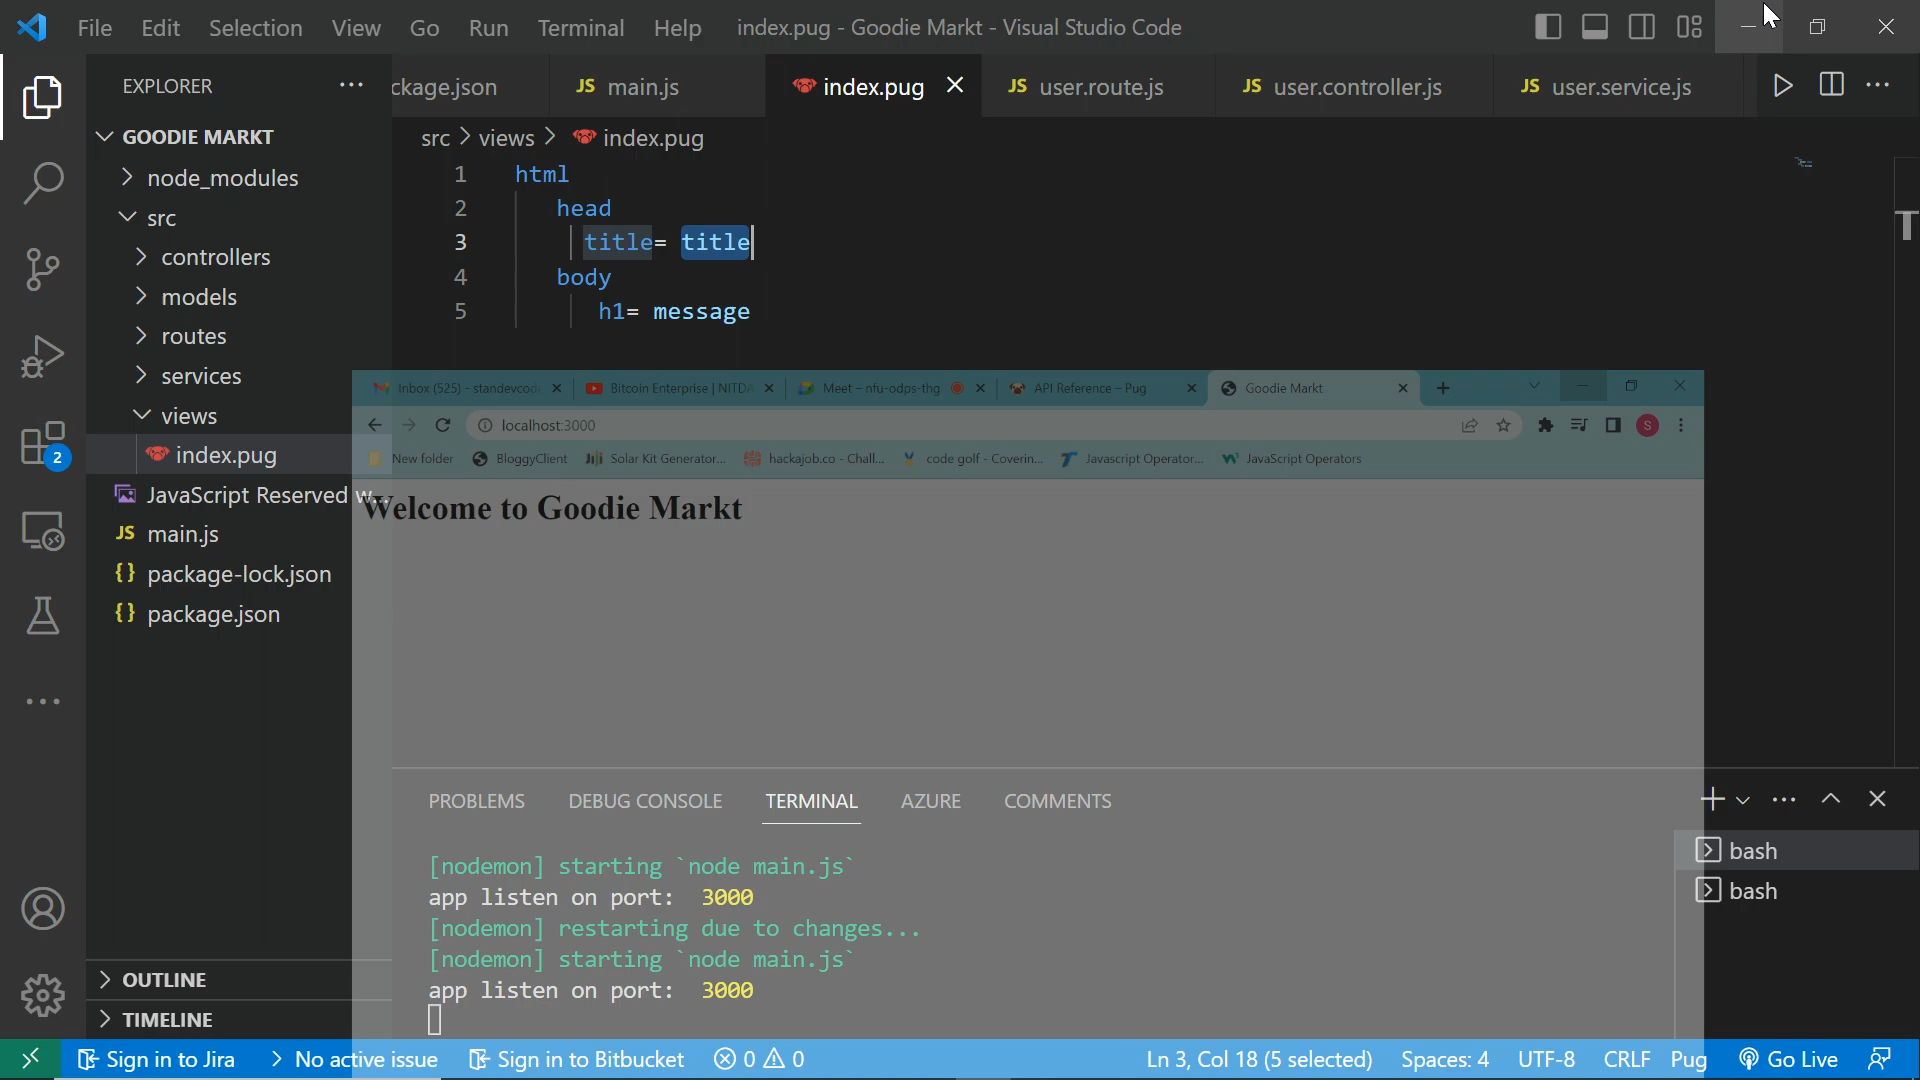 File Edit Selection View Go Run Terminal Help index.pug - Goodie Markt - Visual Studio Code
EXPLORER
ckage.json JS main.js index.pug JS user.route.js JS user.controller.js JS user.service.js
GOODIE MARKT
src > views > index.pug
node_modules
src
controllers
models
routes
services
views
index.pug
JavaScript Reserved w...
JS main.js
{} package-lock.json
{} package.json
OUTLINE
TIMELINE
1 html
2 head
3 title= title
4 body
5 h1= message
Inbox (525) - standevcod Bitcoin Enterprise | NITDA Meet – nfu-odps-thg API Reference – Pug Goodie Markt
localhost:3000 S
New folder BloggyClient Solar Kit Generator... hackajob.co - Chall... code golf - Coverin... Javascript Operator... JavaScript Operators
Welcome to Goodie Markt
PROBLEMS DEBUG CONSOLE TERMINAL AZURE COMMENTS
[nodemon] starting `node main.js`
app listen on port: 3000
[nodemon] restarting due to changes...
[nodemon] starting `node main.js`
app listen on port: 3000
bash
bash
2
Sign in to Jira No active issue Sign in to Bitbucket 0 0 Ln 3, Col 18 (5 selected) Spaces: 4 UTF-8 CRLF Pug Go Live